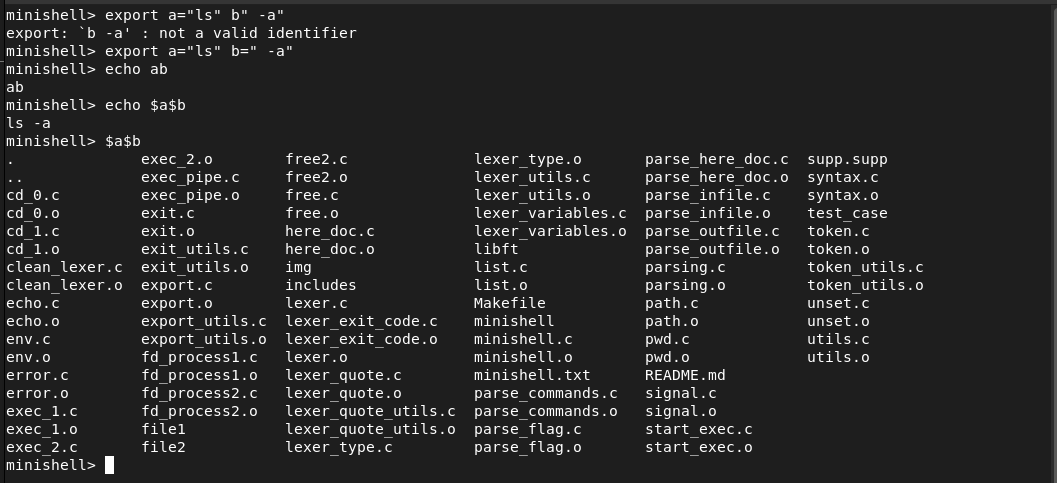 minishell> export a="ls" b" -a"
export: `b -a' : not a valid identifier
minishell> export a="ls" b=" -a"
minishell> echo ab
ab
minishell> echo $a$b
ls -a
minishell> $a$b
.              exec_2.o        free2.c              lexer_type.o       parse_here_doc.c  supp.supp
..             exec_pipe.c     free2.o              lexer_utils.c      parse_here_doc.o  syntax.c
cd_0.c         exec_pipe.o     free.c               lexer_utils.o      parse_infile.c    syntax.o
cd_0.o         exit.c          free.o               lexer_variables.c  parse_infile.o    test_case
cd_1.c         exit.o          here_doc.c           lexer_variables.o  parse_outfile.c   token.c
cd_1.o         exit_utils.c    here_doc.o           libft              parse_outfile.o   token.o
clean_lexer.c  exit_utils.o    img                  list.c             parsing.c         token_utils.c
clean_lexer.o  export.c        includes             list.o             parsing.o         token_utils.o
echo.c         export.o        lexer.c              Makefile           path.c            unset.c
echo.o         export_utils.c  lexer_exit_code.c    minishell          path.o            unset.o
env.c          export_utils.o  lexer_exit_code.o    minishell.c        pwd.c             utils.c
env.o          fd_process1.c   lexer.o              minishell.o        pwd.o             utils.o
error.c        fd_process1.o   lexer_quote.c        minishell.txt      README.md
error.o        fd_process2.c   lexer_quote.o        parse_commands.c   signal.c
exec_1.c       fd_process2.o   lexer_quote_utils.c  parse_commands.o   signal.o
exec_1.o       file1           lexer_quote_utils.o  parse_flag.c       start_exec.c
exec_2.c       file2           lexer_type.c         parse_flag.o       start_exec.o
minishell>